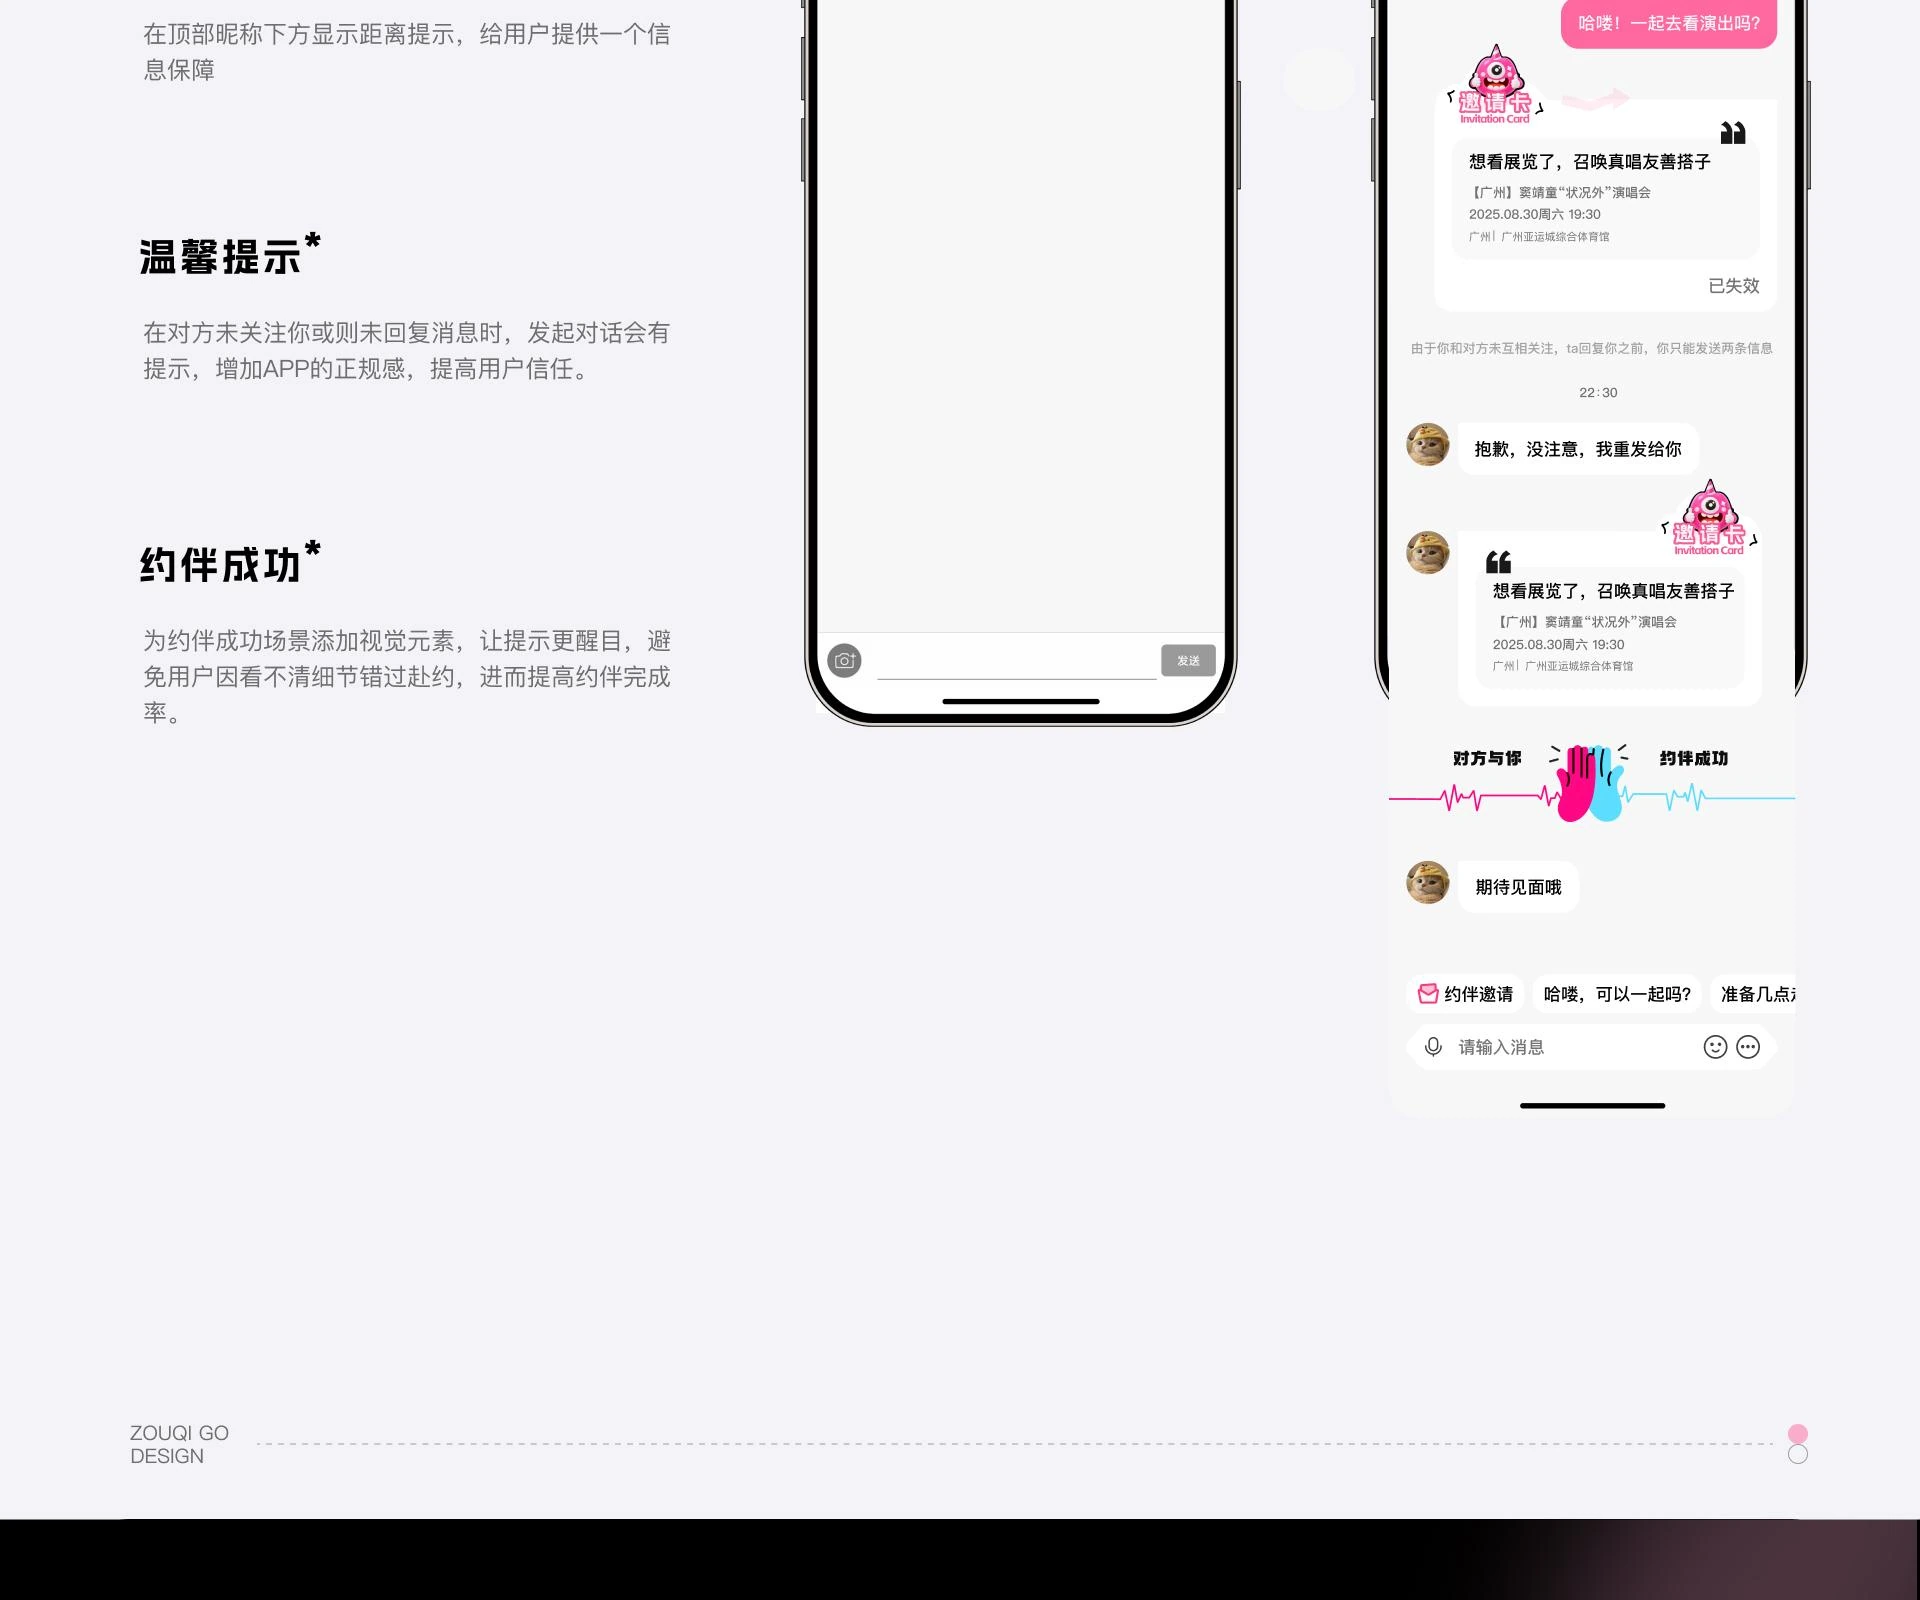 在顶部昵称下方显示距离提示，给用户提供一个信
息保障
温馨提示*
在对方未关注你或则未回复消息时，发起对话会有
提示，增加APP的正规感，提高用户信任。
约伴成功*
为约伴成功场景添加视觉元素，让提示更醒目，避
免用户因看不清细节错过赴约，进而提高约伴完成
率。
发送
哈喽！一起去看演出吗?
邀请卡
Invitation Card
想看展览了，召唤真唱友善搭子
【广州】窦靖童“状况外”演唱会
2025.08.30周六 19:30
广州| 广州亚运城综合体育馆
已失效
由于你和对方未互相关注，ta回复你之前，你只能发送两条信息
22:30
抱歉，没注意，我重发给你
邀请卡
Invitation Card
想看展览了，召唤真唱友善搭子
【广州】窦靖童“状况外”演唱会
2025.08.30周六 19:30
广州| 广州亚运城综合体育馆
对方与你 约伴成功
期待见面哦
约伴邀请 哈喽，可以一起吗? 准备几点
请输入消息
ZOUQI GO
DESIGN